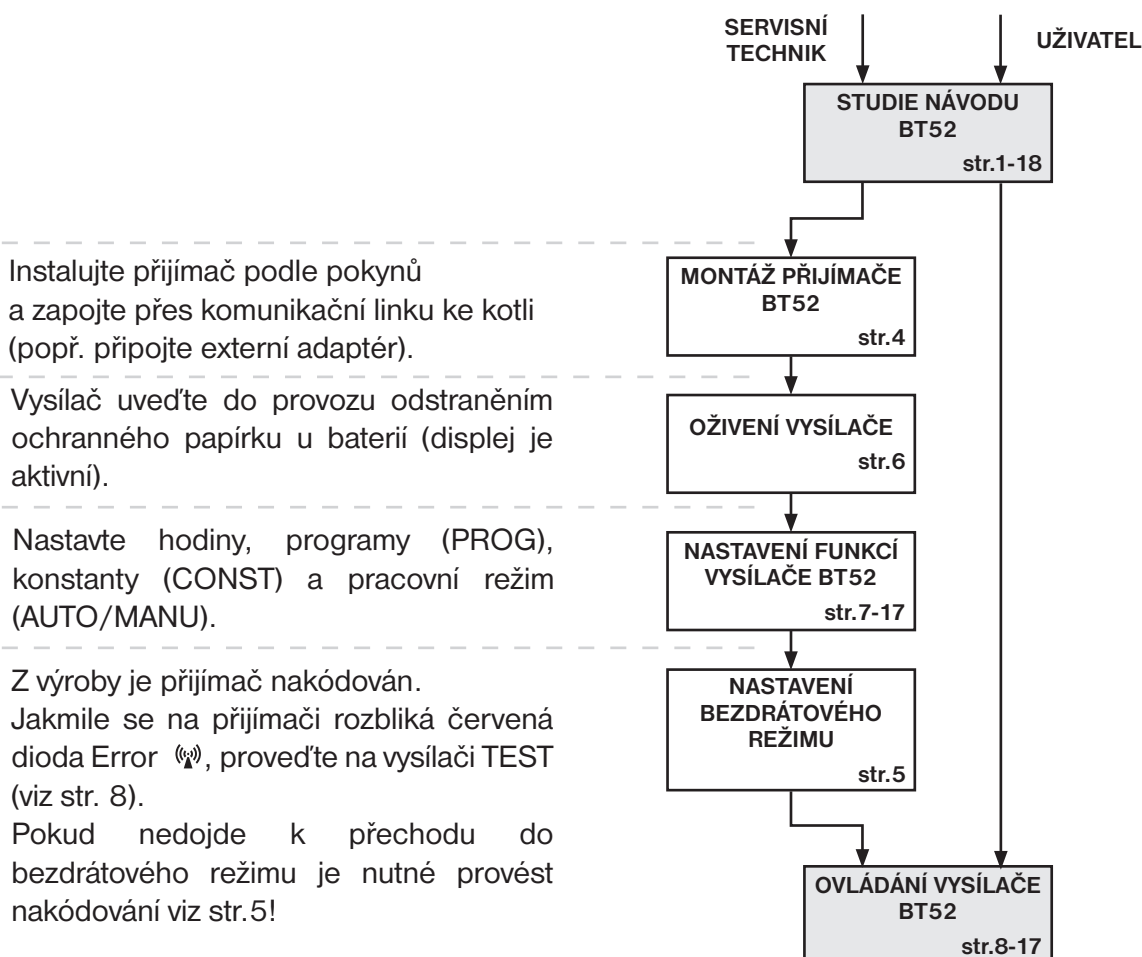 SERVISNÍ
TECHNIK
UŽIVATEL
STUDIE NÁVODU
BT52
str.1-18
Instalujte přijímač podle pokynů
a zapojte přes komunikační linku ke kotli
(popř. připojte externí adaptér).
MONTÁŽ PŘIJÍMAČE
BT52
str.4
Vysílač uveďte do provozu odstraněním
ochranného papírku u baterií (displej je
aktivní).
OŽIVENÍ VYSÍLAČE
str.6
Nastavte hodiny, programy (PROG),
konstanty (CONST) a pracovní režim
(AUTO/MANU).
NASTAVENÍ FUNKCÍ
VYSÍLAČE BT52
str.7-17
Z výroby je přijímač nakódován.
Jakmile se na přijímači rozbliká červená
dioda Error , proveďte na vysílači TEST
(viz str. 8).
Pokud nedojde k přechodu do
bezdrátového režimu je nutné provést
nakódování viz str.5!
NASTAVENÍ
BEZDRÁTOVÉHO
REŽIMU
str.5
OVLÁDÁNÍ VYSÍLAČE
BT52
str.8-17